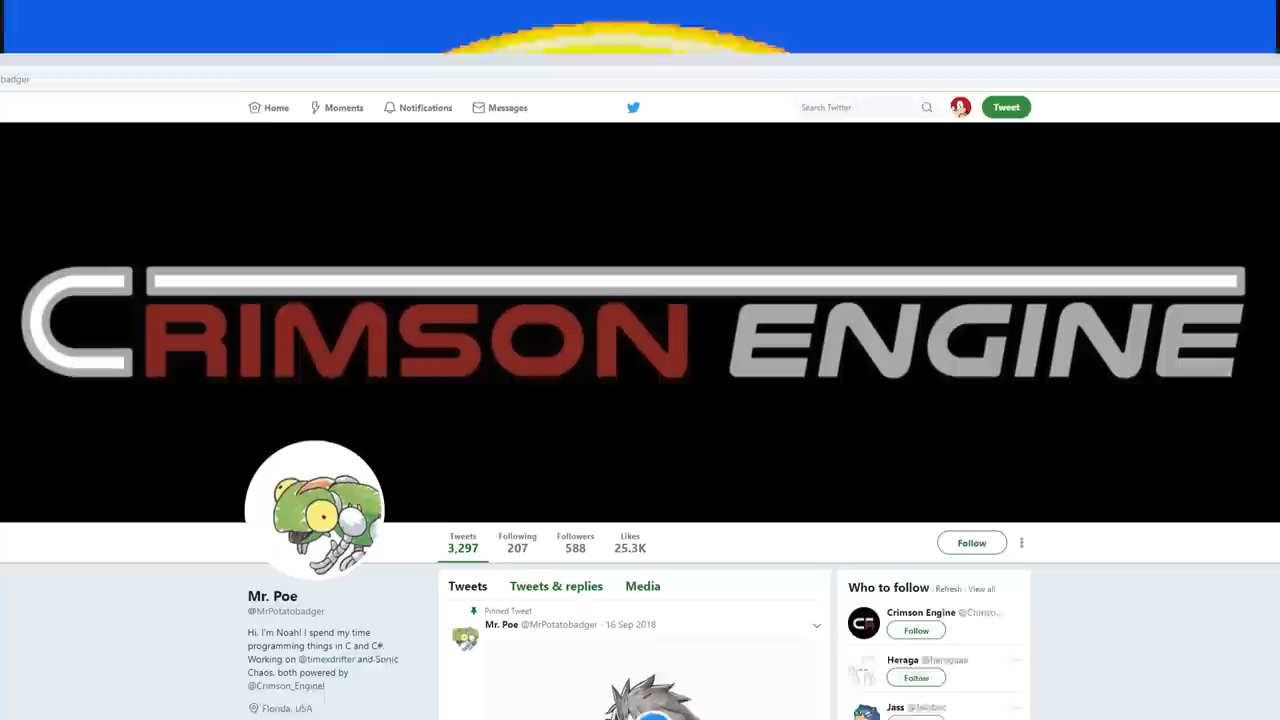 badger
Home Moments Notifications Messages Search Twitter Tweet
CRIMSON ENGINE
Tweets Following Followers Likes
3,297 207 588 25.3K
Follow
Mr. Poe
@MrPotatobadger
Hi. I'm Noah! I spend my time
programming things in C and C#.
Working on @timexdrifter and Sonic
Chaos, both powered by
@Crimson_Engine!
Florida, USA
Tweets Tweets & replies Media
Pinned Tweet
Mr. Poe @MrPotatobadger · 16 Sep 2018
Who to follow · Refresh · View all
Crimson Engine @Crimso...
Follow
Heraga
Follow
Jass